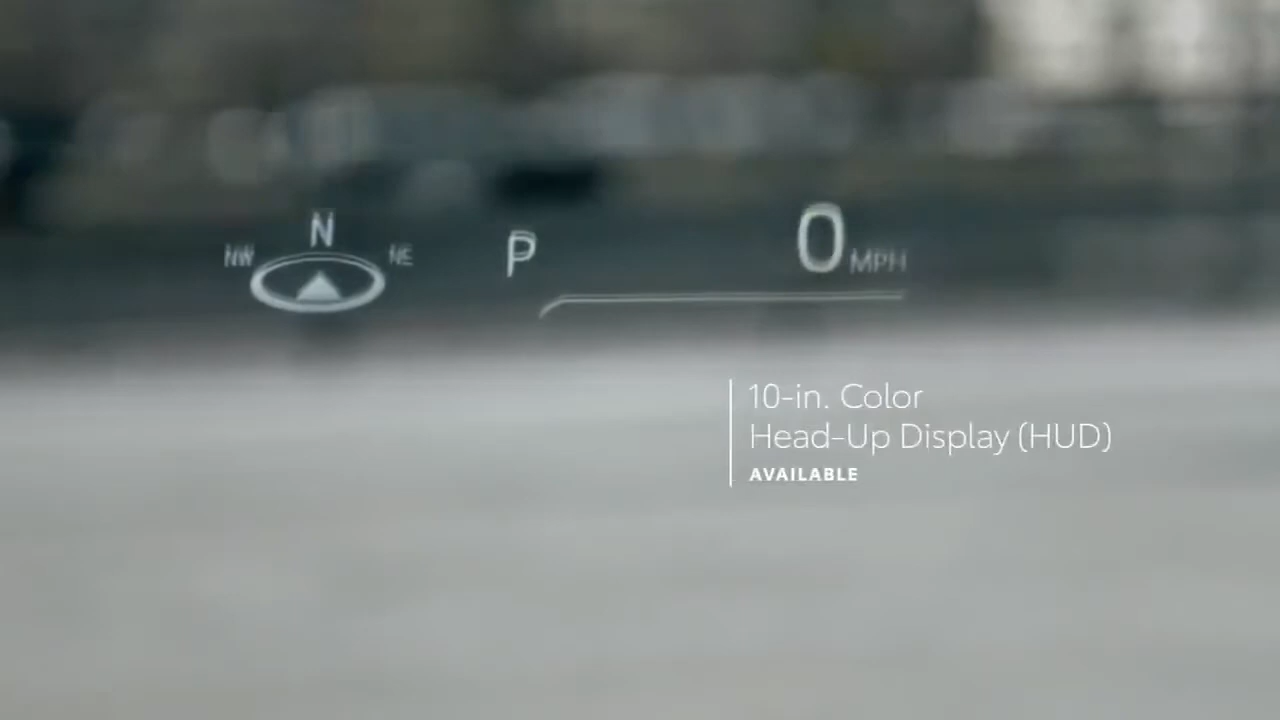 N
NW NE
P
0 MPH
10-in. Color
Head-Up Display (HUD)
AVAILABLE